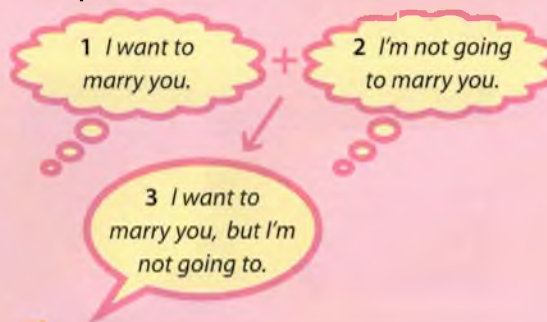 1 I want to
marry you.
+
2 I'm not going
to marry you.
3 I want to
marry you, but I'm
not going to.